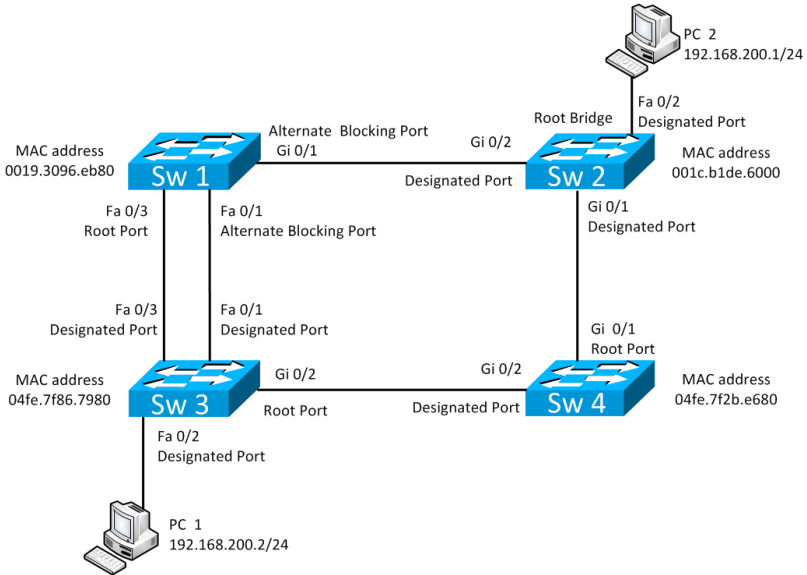 PC 2
192.168.200.1/24
Fa 0/2
Designated Port
Root Bridge
Alternate Blocking Port
Gi 0/1
Gi 0/2
Designated Port
MAC address
0019.3096.eb80
Sw 1
Sw 2
MAC address
001c.b1de.6000
Fa 0/3
Root Port
Fa 0/1
Alternate Blocking Port
Gi 0/1
Designated Port
Fa 0/3
Designated Port
Fa 0/1
Designated Port
Gi 0/1
Root Port
MAC address
04fe.7f86.7980
Sw 3
Gi 0/2
Root Port
Gi 0/2
Designated Port
Sw 4
MAC address
04fe.7f2b.e680
Fa 0/2
Designated Port
PC 1
192.168.200.2/24